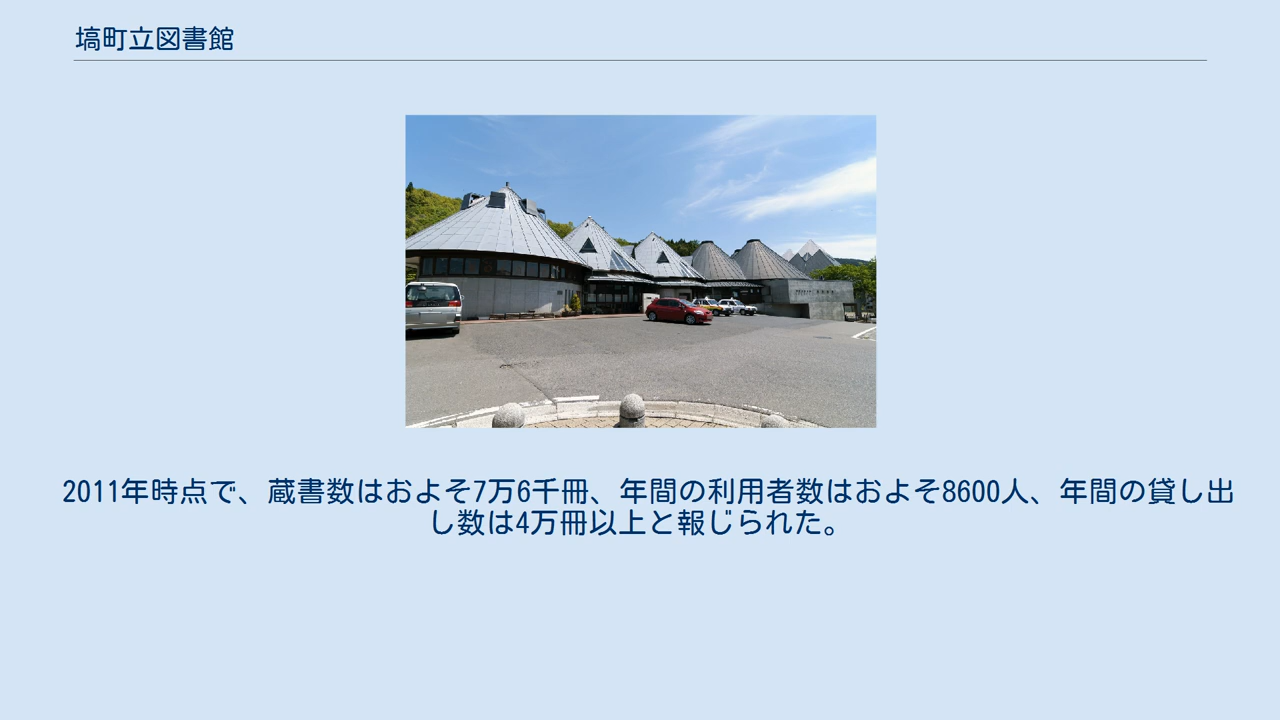 塙町立図書館
2011年時点で、蔵書数はおよそ7万6千冊、年間の利用者数はおよそ8600人、年間の貸し出
し数は4万冊以上と報じられた。